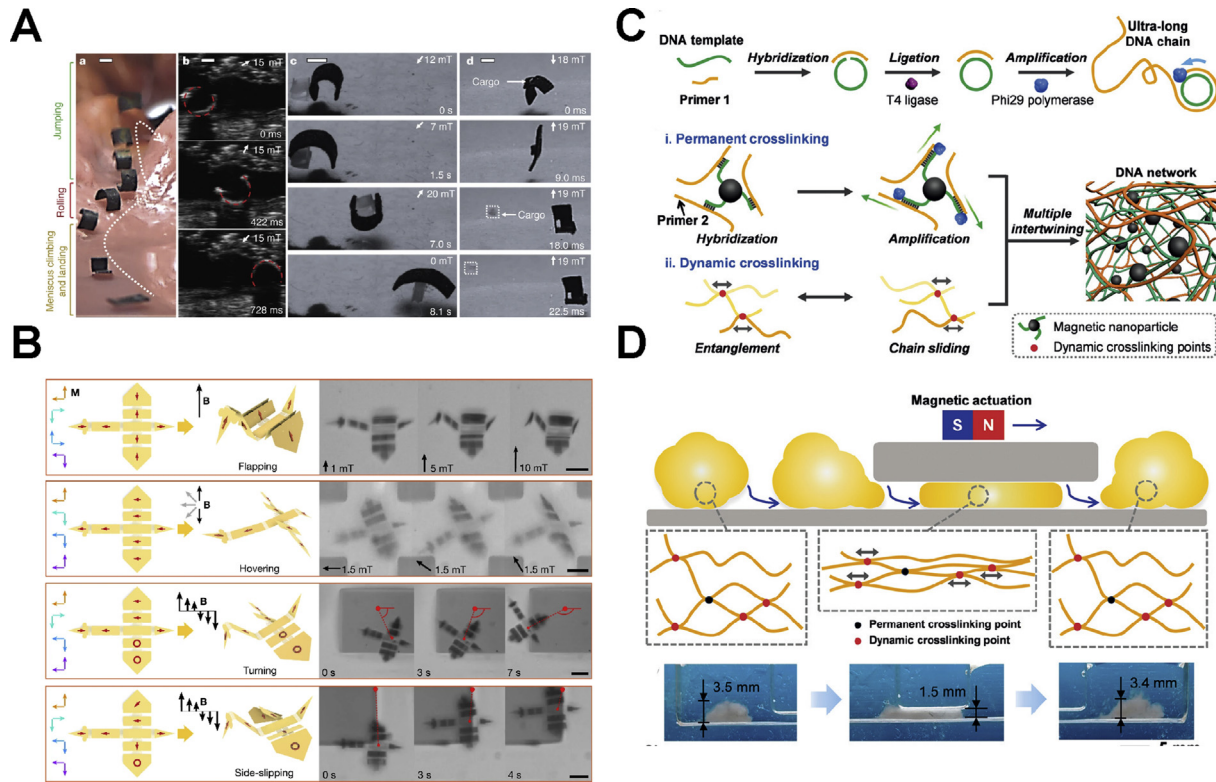 A
a
b
c
d
Jumping
Rolling
Meniscus climbing
and landing
15 mT
0 ms
15 mT
422 ms
15 mT
728 ms
12 mT
0 s
7 mT
1.5 s
20 mT
7.0 s
0 mT
8.1 s
18 mT
Cargo
0 ms
19 mT
9.0 ms
19 mT
Cargo
18.0 ms
19 mT
22.5 ms
B
M
B
Flapping
1 mT
5 mT
10 mT
B
Hovering
1.5 mT
1.5 mT
1.5 mT
B
Turning
0 s
3 s
7 s
B
Side-slipping
0 s
3 s
4 s
C
DNA template
Primer 1
Hybridization
Ligation
T4 ligase
Amplification
Phi29 polymerase
Ultra-long
DNA chain
i. Permanent crosslinking
Primer 2
Hybridization
Amplification
ii. Dynamic crosslinking
Entanglement
Chain sliding
Multiple
intertwining
DNA network
Magnetic nanoparticle
Dynamic crosslinking points
D
Magnetic actuation
S N
Permanent crosslinking point
Dynamic crosslinking point
3.5 mm
1.5 mm
3.4 mm